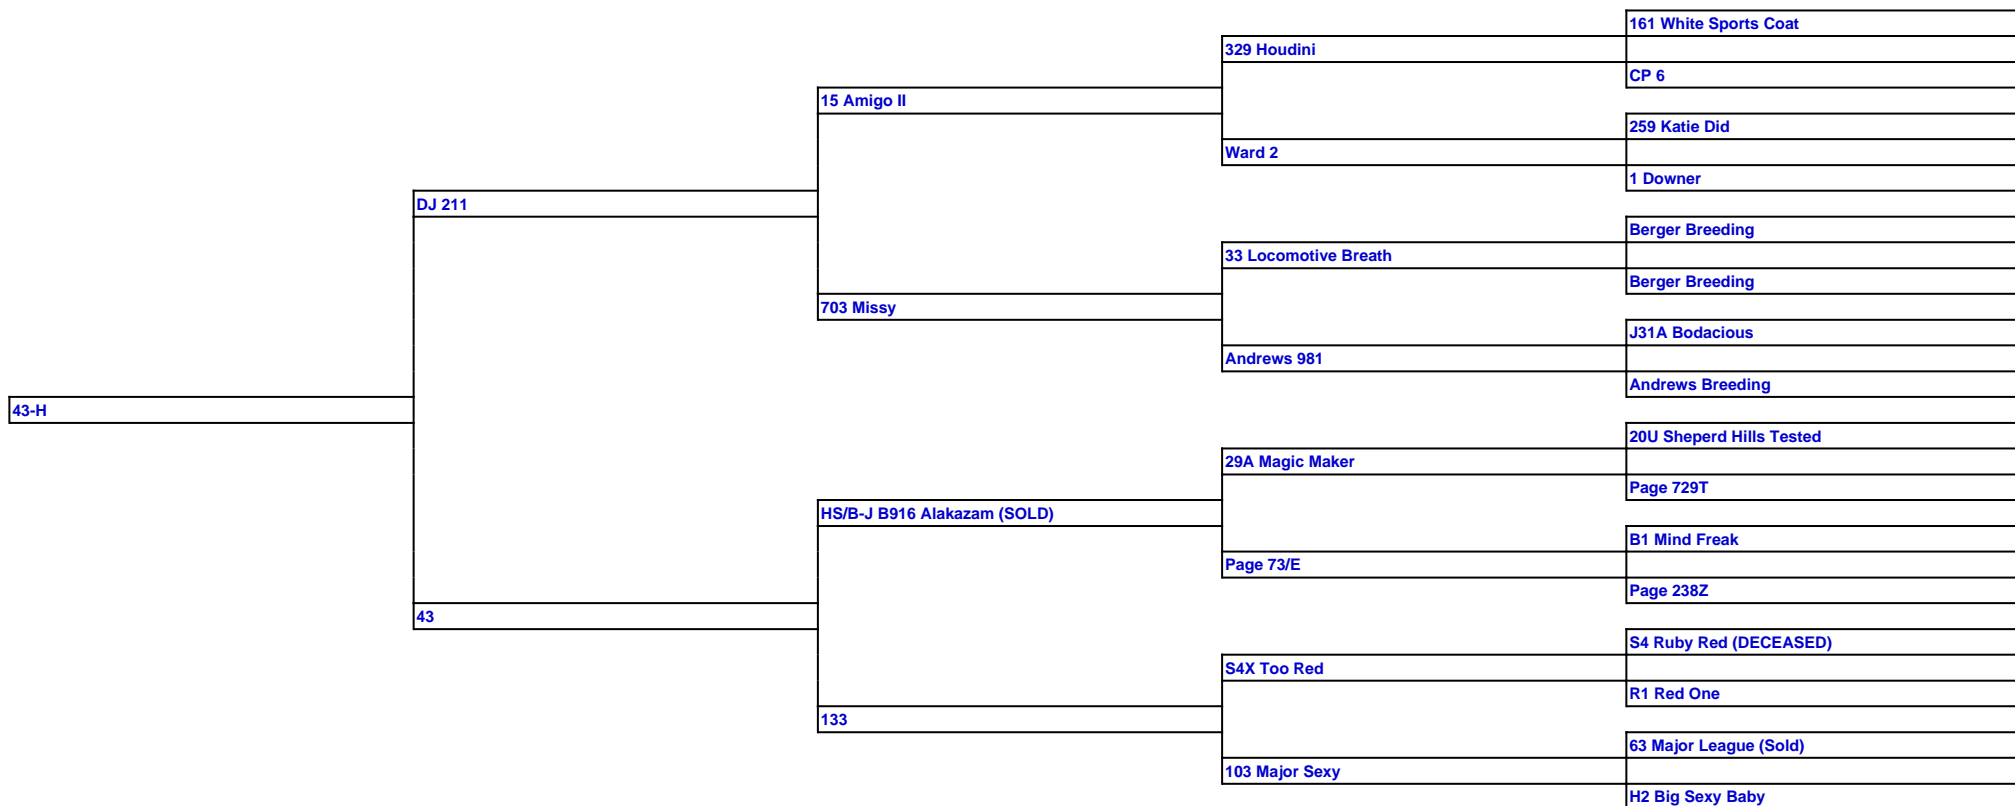 161 White Sports Coat
329 Houdini
CP 6
15 Amigo II
259 Katie Did
Ward 2
1 Downer
DJ 211
Berger Breeding
33 Locomotive Breath
Berger Breeding
703 Missy
J31A Bodacious
Andrews 981
Andrews Breeding
43-H
20U Sheperd Hills Tested
29A Magic Maker
Page 729T
HS/B-J B916 Alakazam (SOLD)
B1 Mind Freak
Page 73/E
Page 238Z
43
S4 Ruby Red (DECEASED)
S4X Too Red
R1 Red One
133
63 Major League (Sold)
103 Major Sexy
H2 Big Sexy Baby